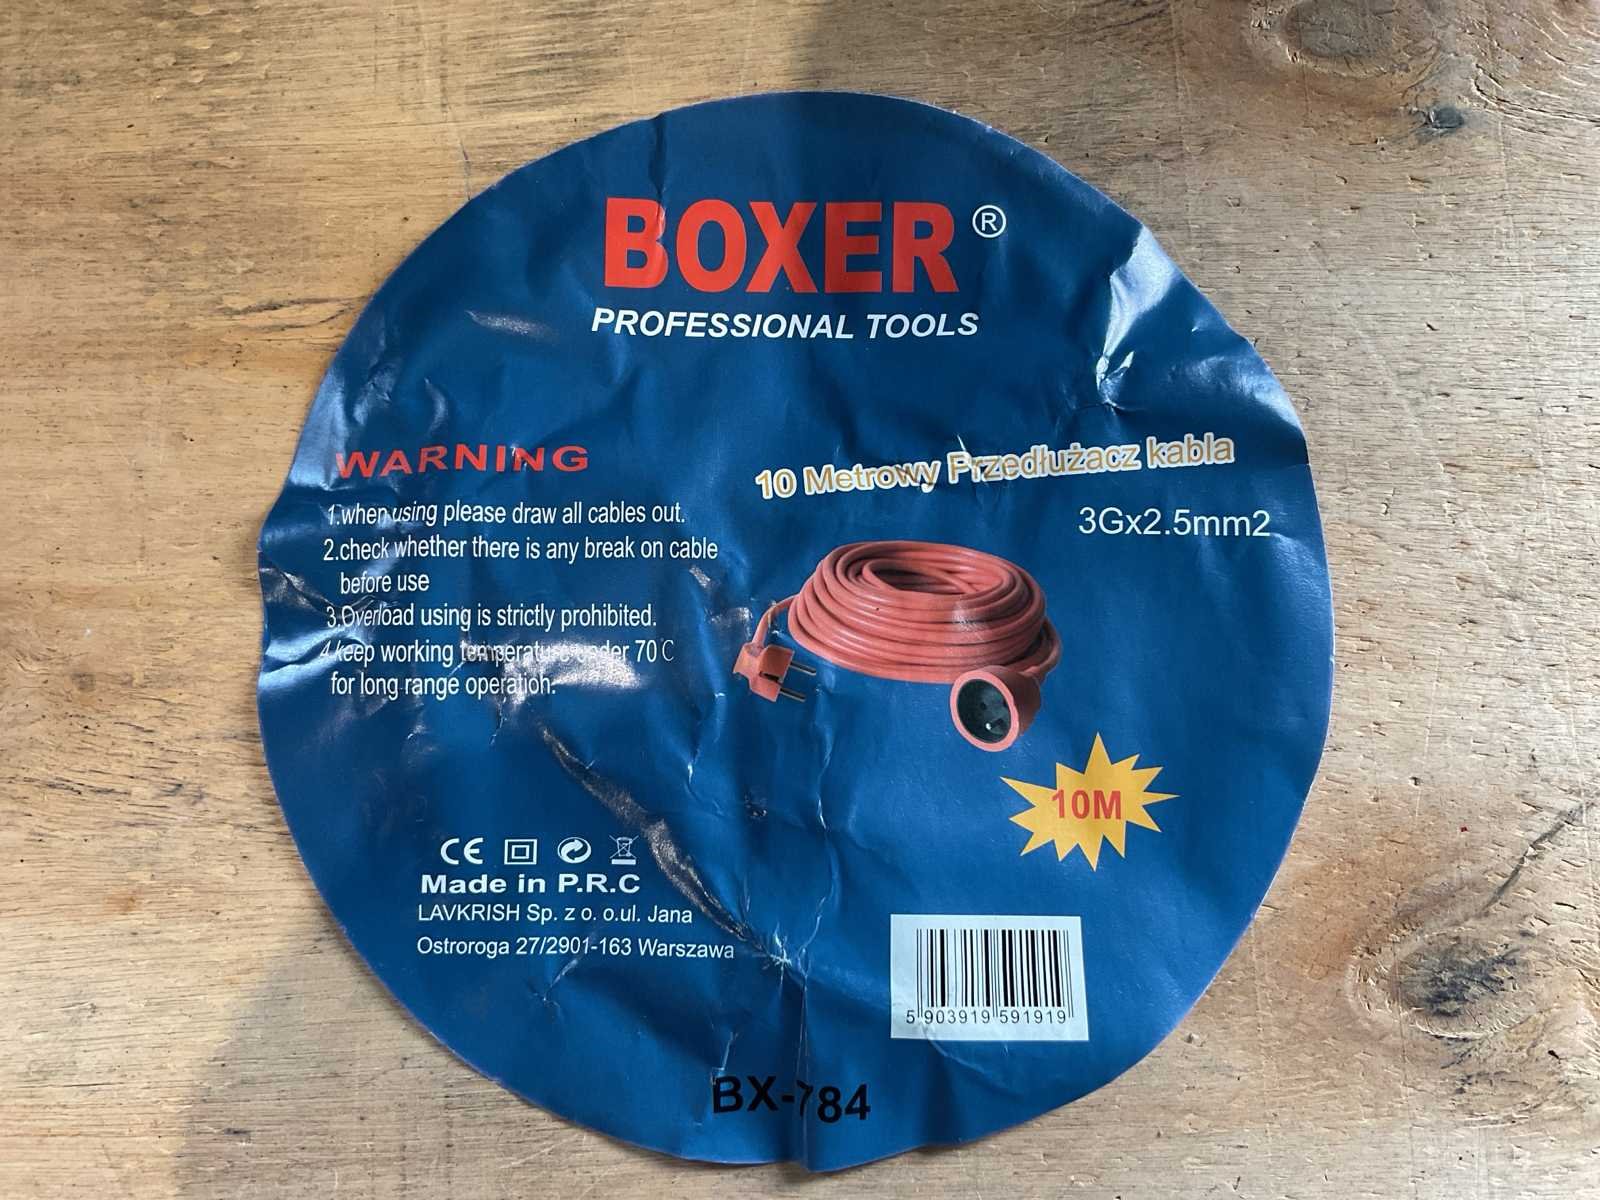 BOXER®
PROFESSIONAL TOOLS
WARNING
1.when using please draw all cables out.
2.check whether there is any break on cable
before use
3.Overload using is strictly prohibited.
4.keep working temperature under 70℃
for long range operation.
10 Metrowy Przedłużacz kabla
3Gx2.5mm2
10M
CE
Made in P.R.C
LAVKRISH Sp. z o. o.ul. Jana
Ostroroga 27/2901-163 Warszawa
5 903919 591919
BX-784